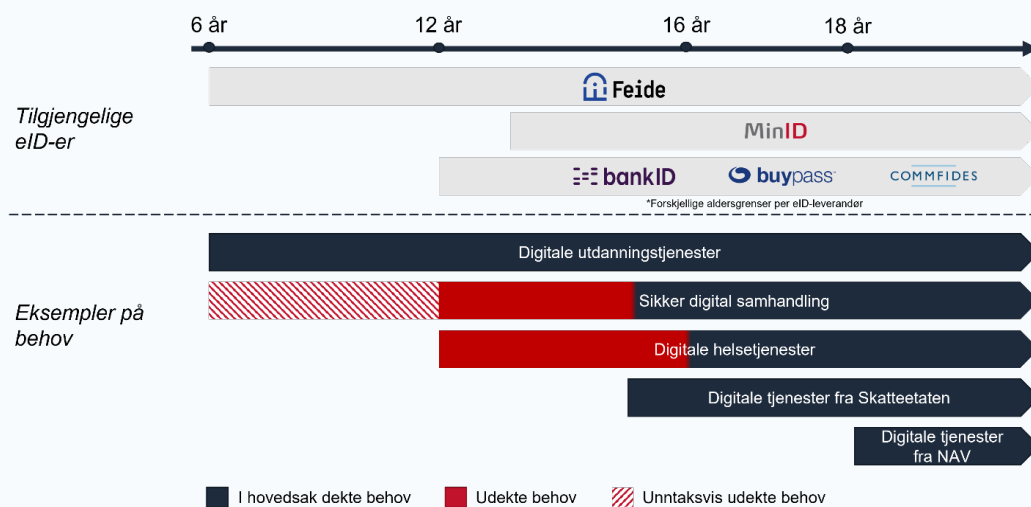 6 år
12 år
16 år
18 år
Tilgjengelige
eID-er
Feide
MinID
bankID
buypass
COMMFIDES
*Forskjellige aldersgrenser per eID-leverandør
Eksempler på
behov
Digitale utdanningstjenester
Sikker digital samhandling
Digitale helsetjenester
Digitale tjenester fra Skatteetaten
Digitale tjenester
fra NAV
I hovedsak dekte behov
Udekte behov
Unntaksvis udekte behov